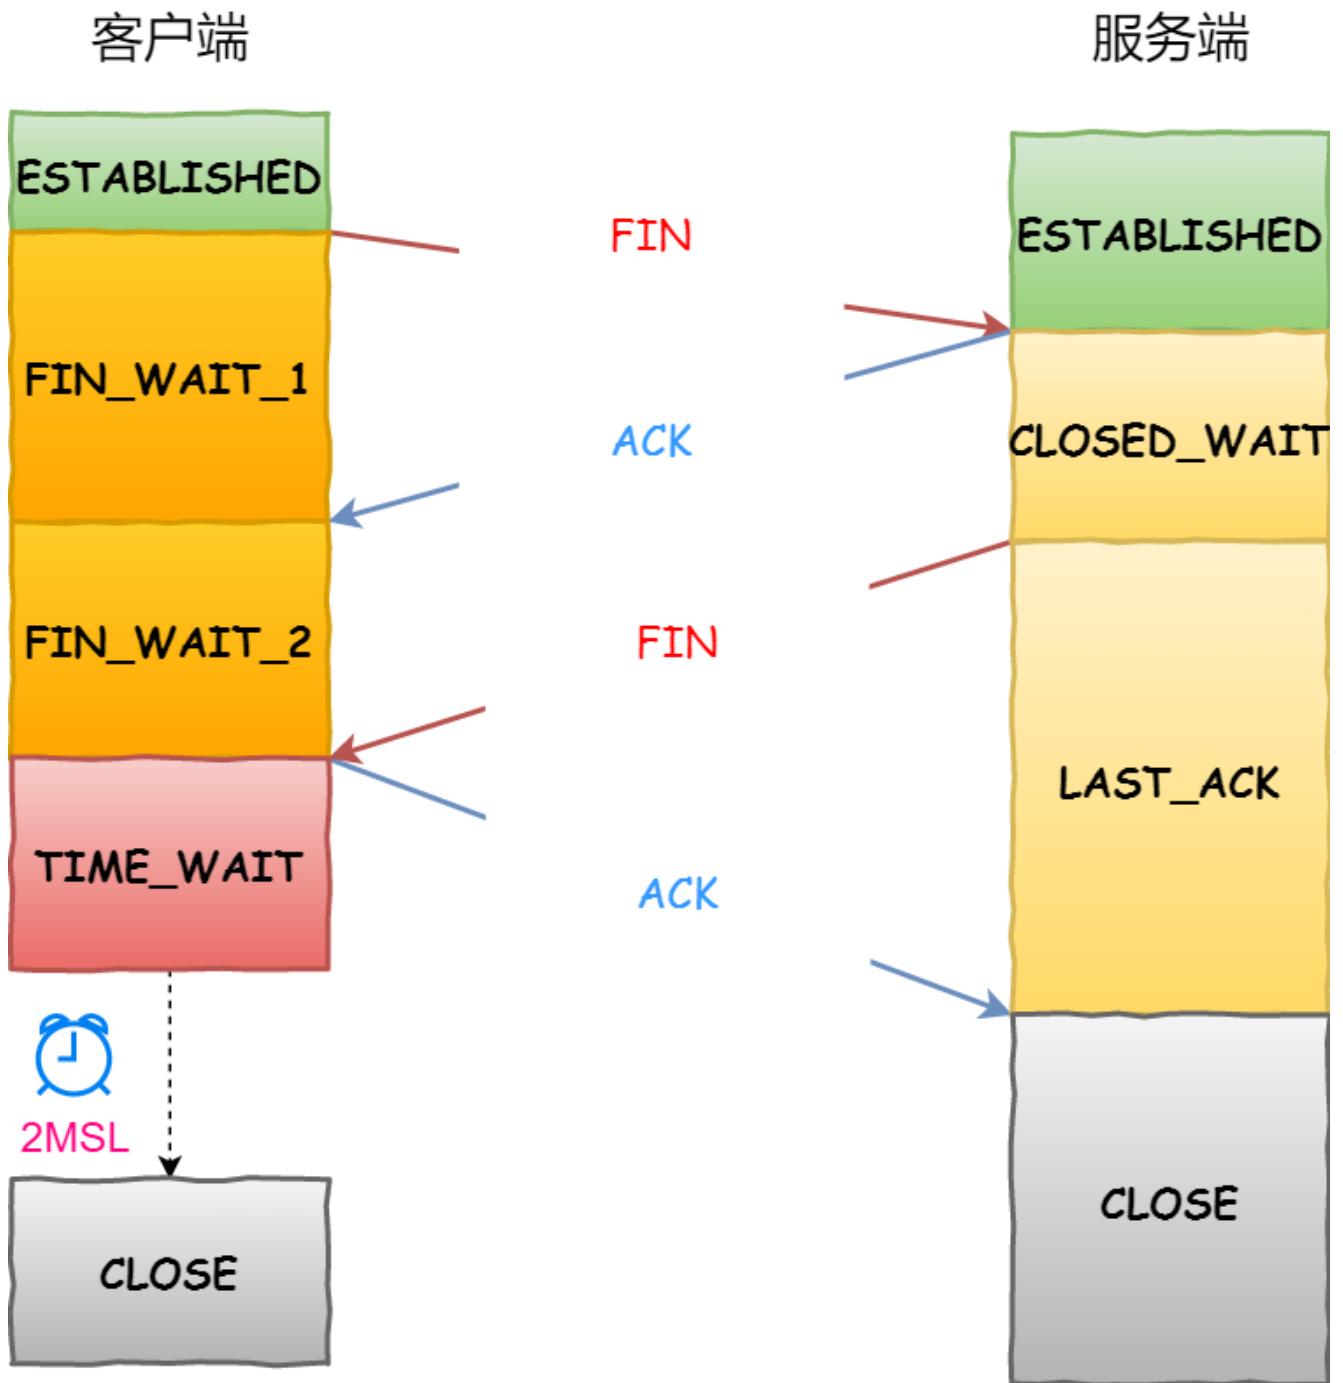 客户端
服务端
ESTABLISHED
FIN
ESTABLISHED
FIN_WAIT_1
ACK
CLOSED_WAIT
FIN_WAIT_2
FIN
LAST_ACK
TIME_WAIT
ACK
2MSL
CLOSE
CLOSE